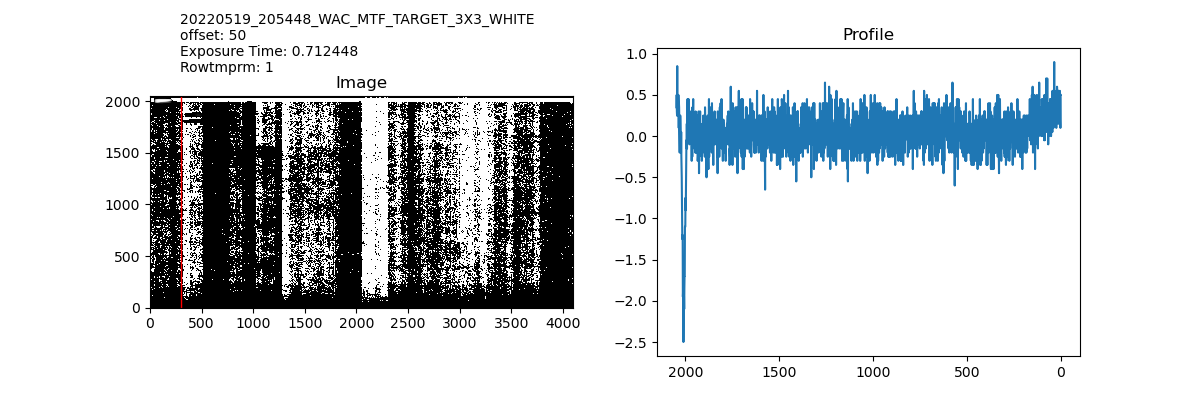 20220519_205448_WAC_MTF_TARGET_3X3_WHITE
offset: 50
Exposure Time: 0.712448
Rowtmprm: 1
Image
2000
1500
1000
500
0
0 500 1000 1500 2000 2500 3000 3500 4000
Profile
1.0
0.5
0.0
−0.5
−1.0
−1.5
−2.0
−2.5
2000 1500 1000 500 0